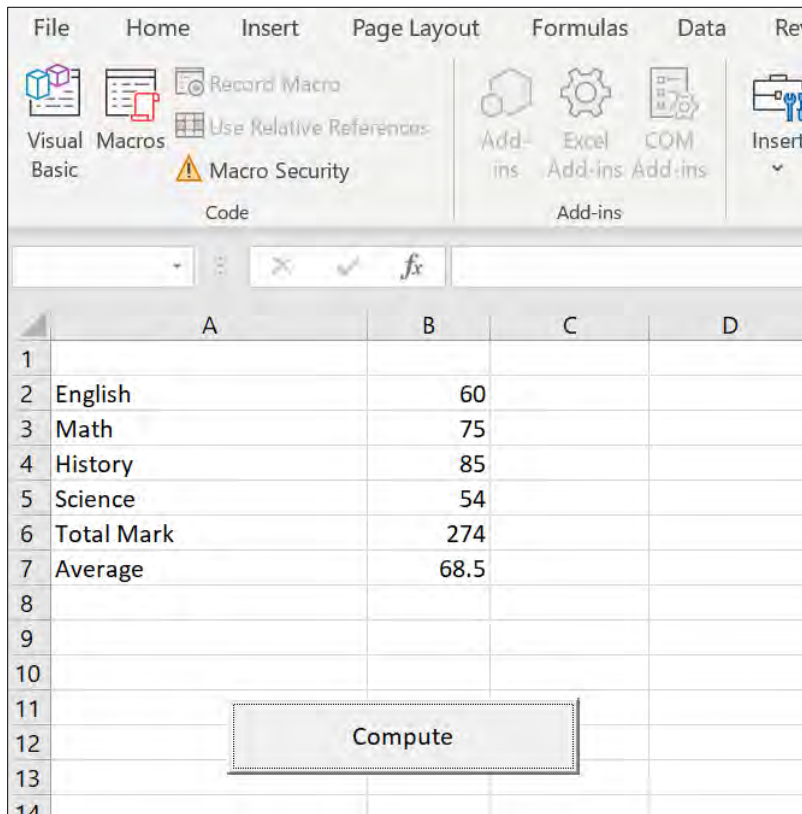 File Home Insert Page Layout Formulas Data Re
Record Macro
Use Relative References
Visual Basic
Macros
Macro Security
Add-ins
Excel Add-ins
COM Add-ins
Insert
Code
Add-ins
fx
A B C D
1
2 English 60
3 Math 75
4 History 85
5 Science 54
6 Total Mark 274
7 Average 68.5
8
9
10
11
12 Compute
13
14